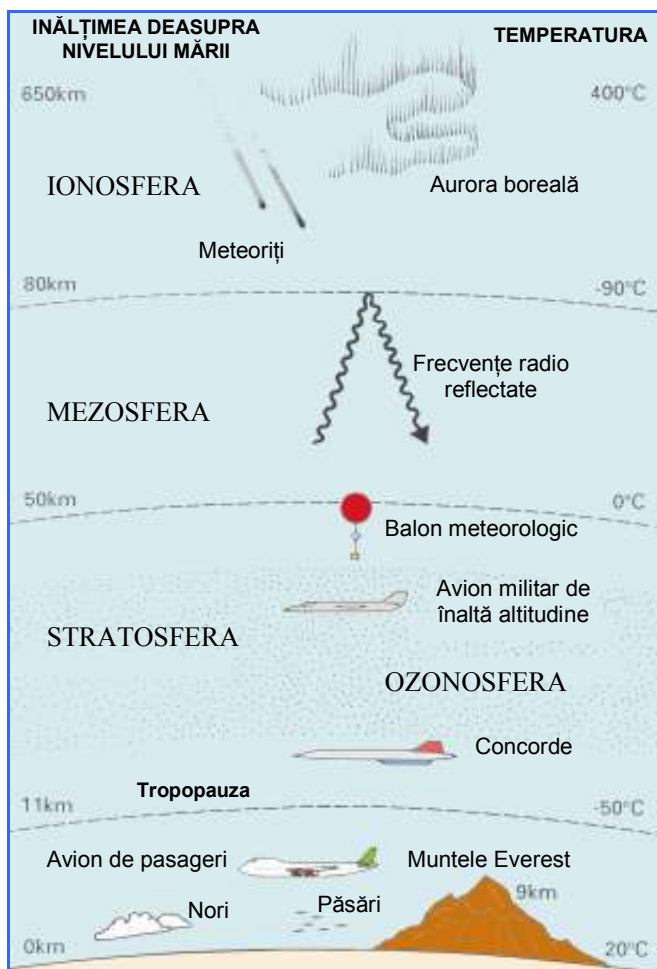 INĂLȚIMEA DEASUPRA
NIVELULUI MĂRII
TEMPERATURA
650km
400°C
IONOSFERA
Aurora boreală
Meteoriți
80km
-90°C
Frecvențe radio
reflectate
MEZOSFERA
50km
0°C
Balon meteorologic
Avion militar de
înaltă altitudine
STRATOSFERA
OZONOSFERA
Concorde
Tropopauza
11km
-50°C
Avion de pasageri
Muntele Everest
9km
Nori
Păsări
0km
20°C